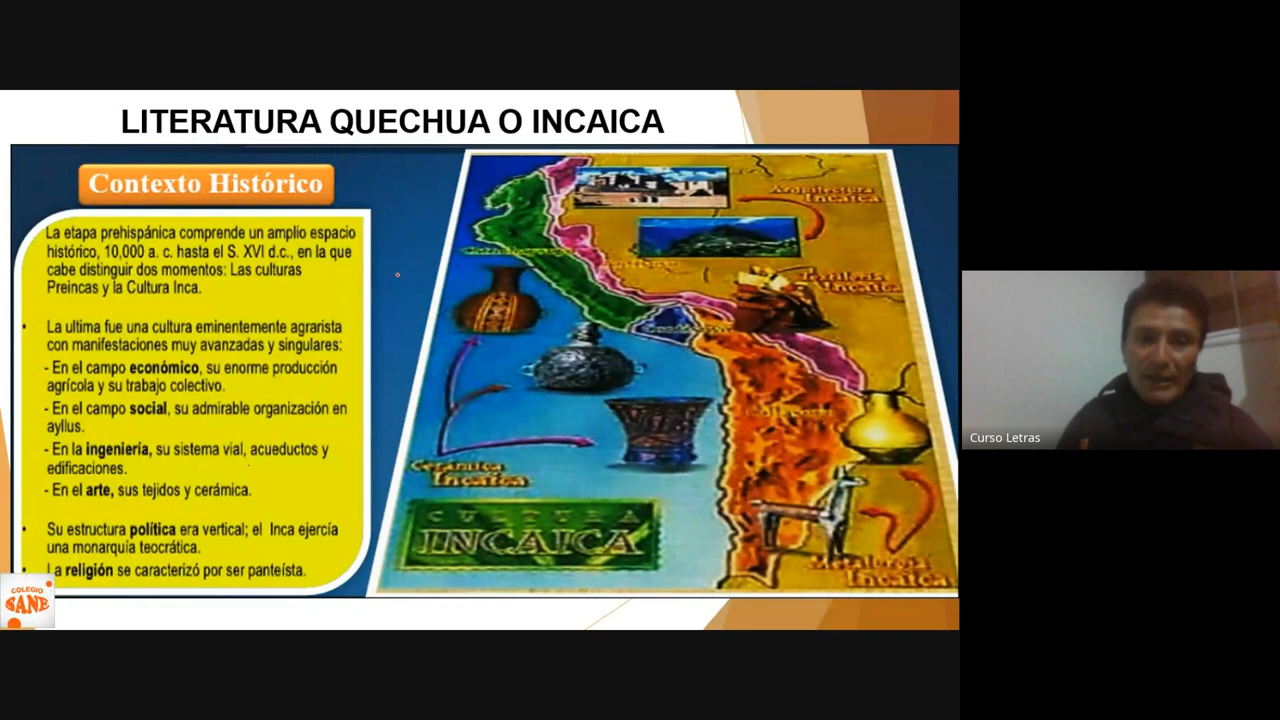 LITERATURA QUECHUA O INCAICA
Contexto Histórico
La etapa prehispánica comprende un amplio espacio
histórico, 10,000 a. c. hasta el S. XVI d.c., en la que
cabe distinguir dos momentos: Las culturas
Preincas y la Cultura Inca.
• La ultima fue una cultura eminentemente agrarista
con manifestaciones muy avanzadas y singulares:
- En el campo económico, su enorme producción
agrícola y su trabajo colectivo.
- En el campo social, su admirable organización en
ayllus.
- En la ingeniería, su sistema vial, acueductos y
edificaciones.
- En el arte, sus tejidos y cerámica.
• Su estructura política era vertical; el Inca ejercía
una monarquía teocrática.
• La religión se caracterizó por ser panteísta.
COLEGIO
SANE
Arquitectura
Incaica
Chinchaysuyo
Antisuyo
Textilería
Incaica
Cerámica
Incaica
CULTURA
INCAICA
Metalurgia
Incaica
Curso Letras